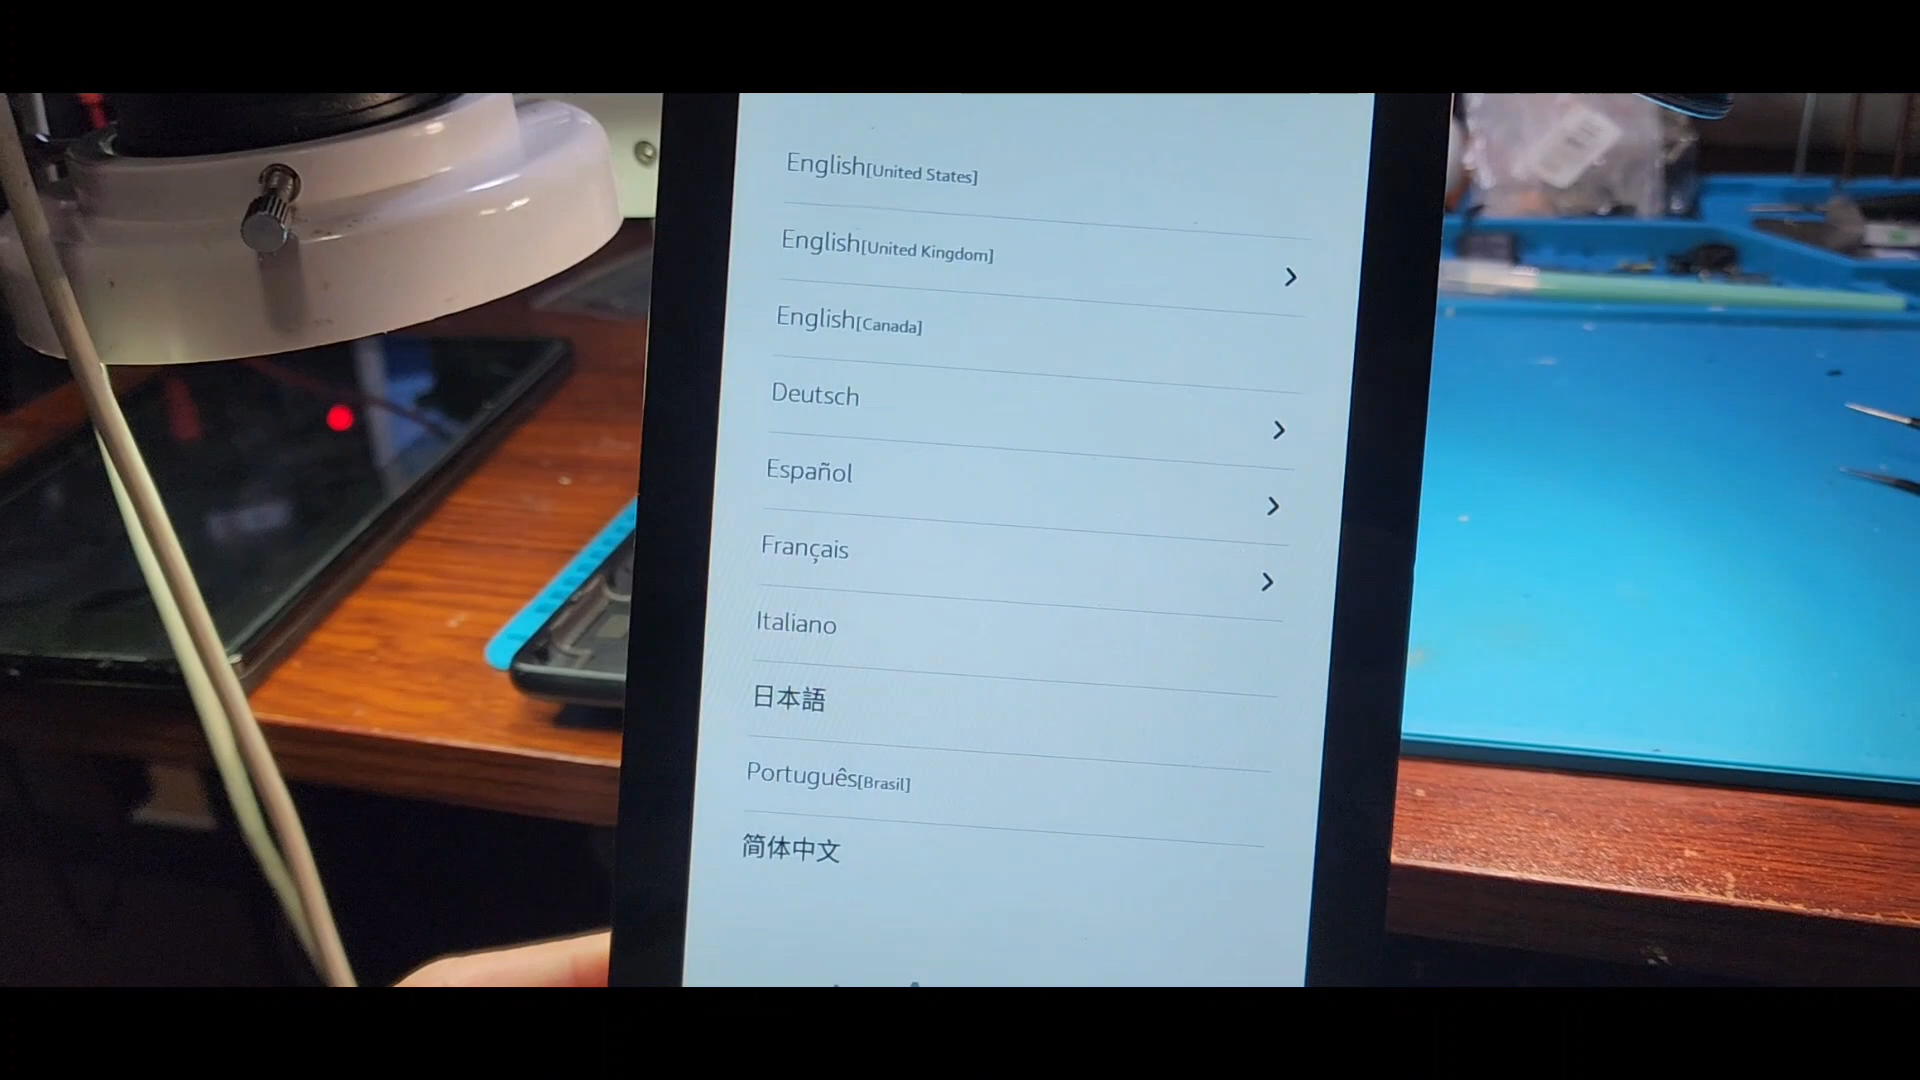 English[United States]
English[United Kingdom]
English[Canada]
Deutsch
Español
Français
Italiano
日本語
Português[Brasil]
简体中文